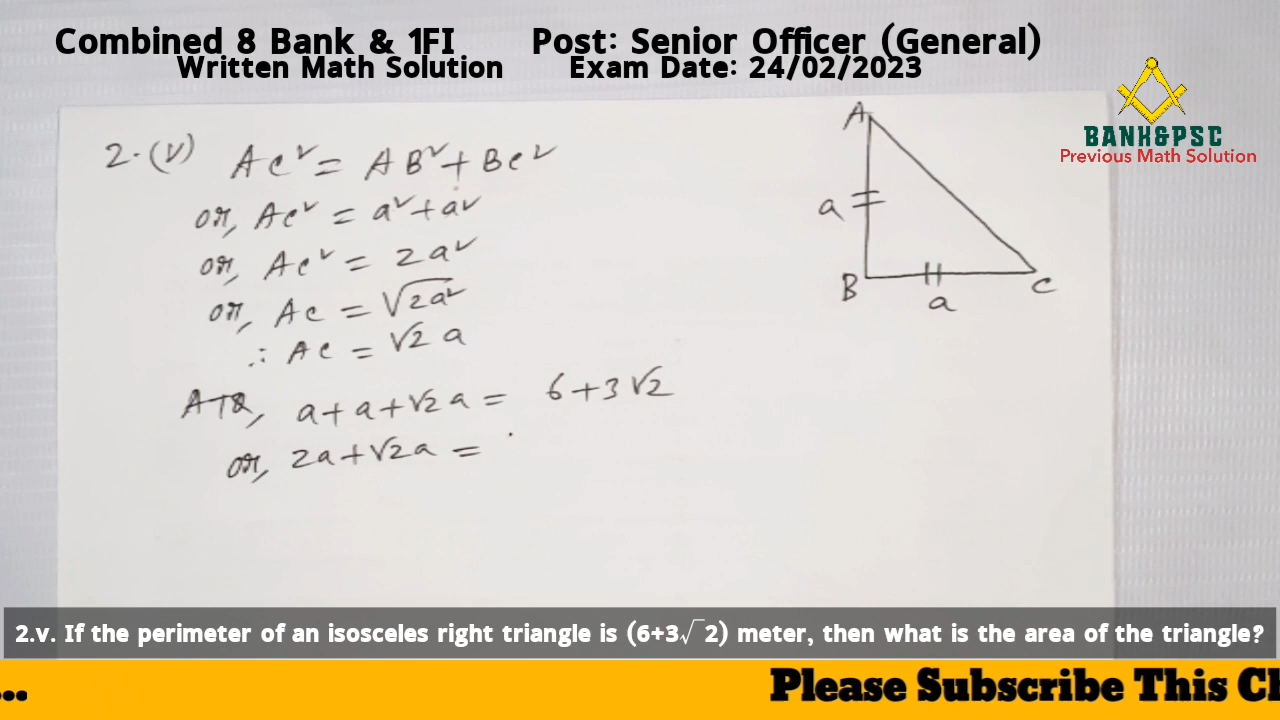 Combined 8 Bank & 1FI Post: Senior Officer (General)
Written Math Solution Exam Date: 24/02/2023
BANK&PSC
Previous Math Solution
2.(v) AC² = AB² + BC²
or, AC² = a² + a²
or, AC² = 2a²
or, AC = √2a²
∴ AC = √2 a
ATQ, a + a + √2 a = 6 + 3√2
or, 2a + √2a =
A
a
B
a
C
2.v. If the perimeter of an isosceles right triangle is (6+3√2) meter, then what is the area of the triangle?
... Please Subscribe This Ch